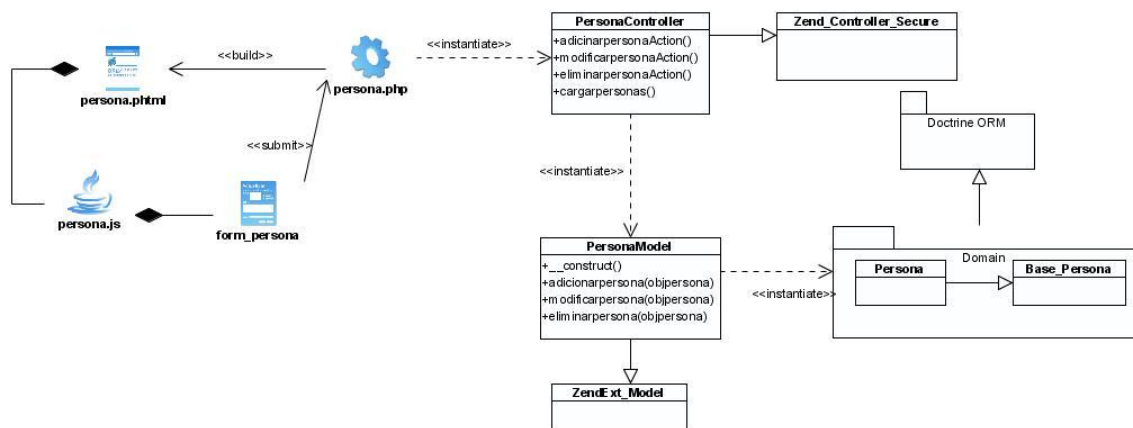 PersonaController
+adicinarpersonaAction()
+modificarpersonaAction()
+eliminarpersonaAction()
+cargarpersonas()
Zend_Controller_Secure
<<instantiate>>
<<build>>
persona.phtml
persona.php
<<submit>>
persona.js
form_persona
<<instantiate>>
Doctrine ORM
PersonaModel
+__construct()
+adicionarpersona(objpersona)
+modificarpersona(objpersona)
+eliminarpersona(objpersona)
<<instantiate>>
Domain
Persona
Base_Persona
ZendExt_Model